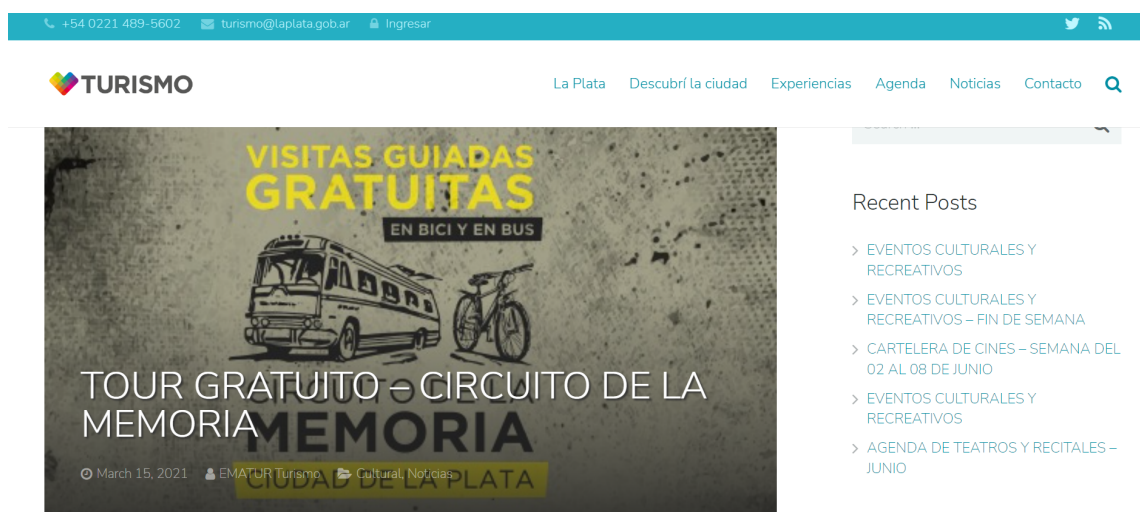 +54 0221 489-5602 turismo@laplata.gob.ar Ingresar
TURISMO
La Plata Descubrí la ciudad Experiencias Agenda Noticias Contacto
VISITAS GUIADAS
GRATUITAS
EN BICI Y EN BUS
CIRCUITO DE LA
MEMORIA
CIUDAD DE LA PLATA
TOUR GRATUITO – CIRCUITO DE LA
MEMORIA
March 15, 2021 EMATUR Turismo Cultural, Noticias
Recent Posts
EVENTOS CULTURALES Y
RECREATIVOS
EVENTOS CULTURALES Y
RECREATIVOS – FIN DE SEMANA
CARTELERA DE CINES – SEMANA DEL
02 AL 08 DE JUNIO
EVENTOS CULTURALES Y
RECREATIVOS
AGENDA DE TEATROS Y RECITALES –
JUNIO